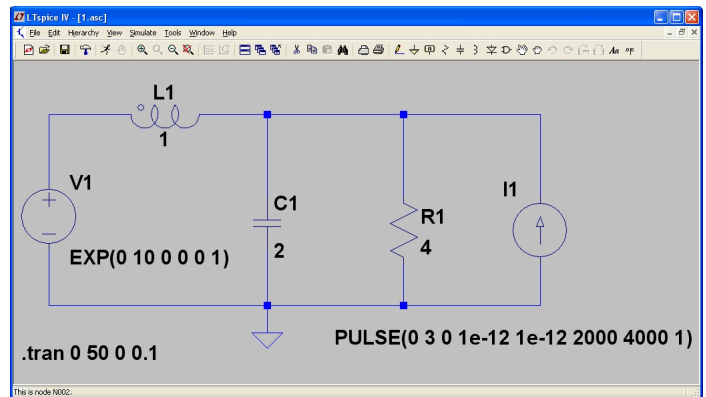 LTspice IV - [1.asc]
File Edit Hierarchy View Simulate Tools Window Help
Aa .op
L1
1
V1
C1
R1
I1
2
4
EXP(0 10 0 0 0 1)
PULSE(0 3 0 1e-12 1e-12 2000 4000 1)
.tran 0 50 0 0.1
This is node N002.